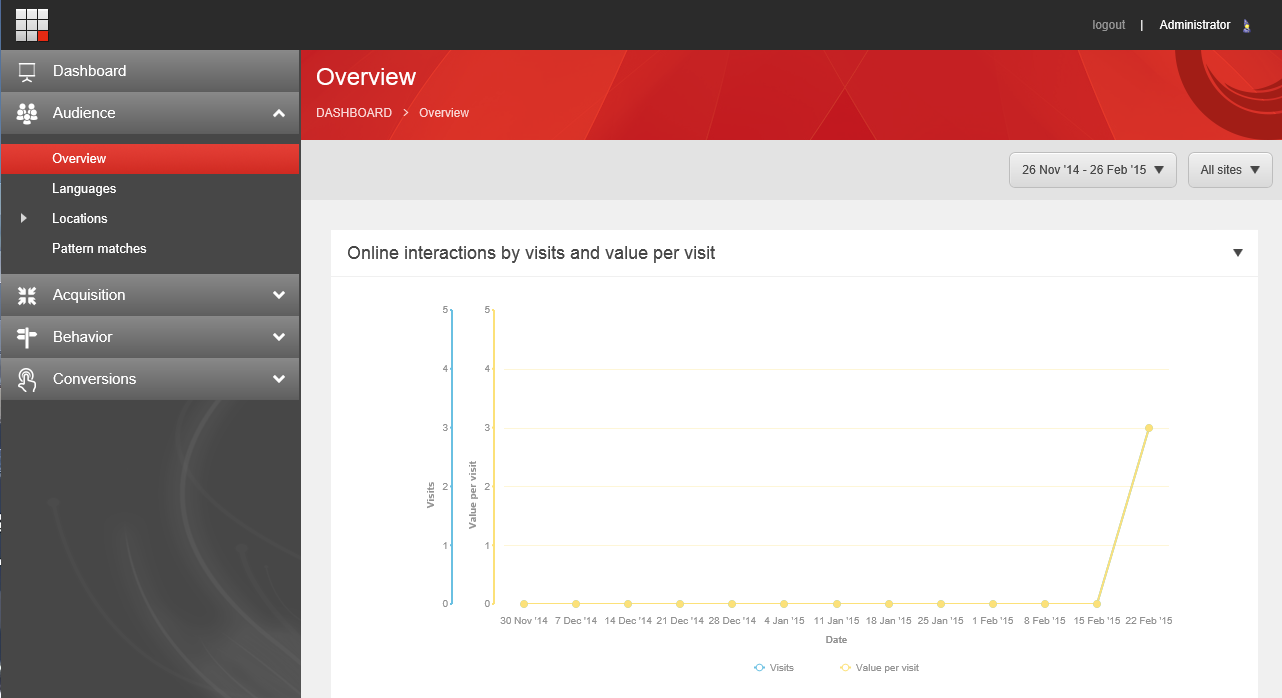 logout | Administrator
Dashboard
Audience
Overview
Languages
Locations
Pattern matches
Acquisition
Behavior
Conversions
Overview
DASHBOARD > Overview
26 Nov '14 - 26 Feb '15
All sites
Online interactions by visits and value per visit
5 5
4 4
3 3
2 2
1 1
0 0
Visits
Value per visit
30 Nov '14 7 Dec '14 14 Dec '14 21 Dec '14 28 Dec '14 4 Jan '15 11 Jan '15 18 Jan '15 25 Jan '15 1 Feb '15 8 Feb '15 15 Feb '15 22 Feb '15
Date
Visits Value per visit